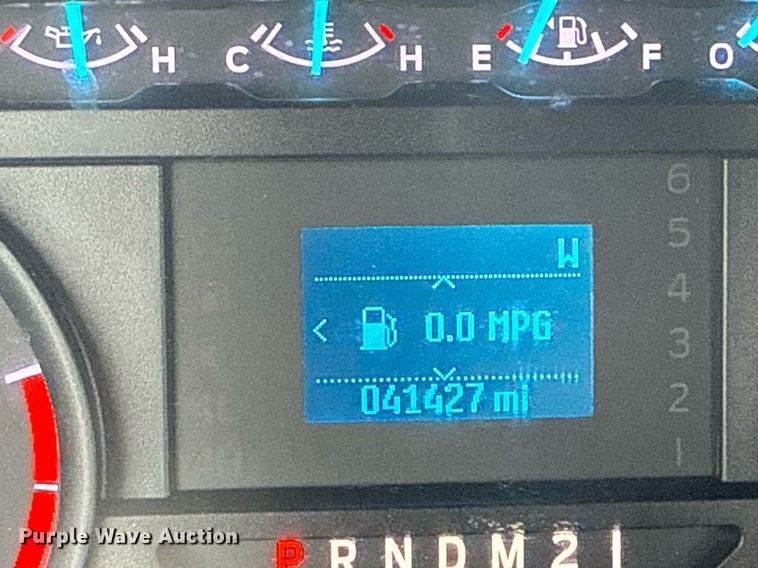 H C H E F O
6
5
4
3
2
1
W
< 0.0 MPG
041427 mi
P R N D M 2 1
Purple Wave Auction